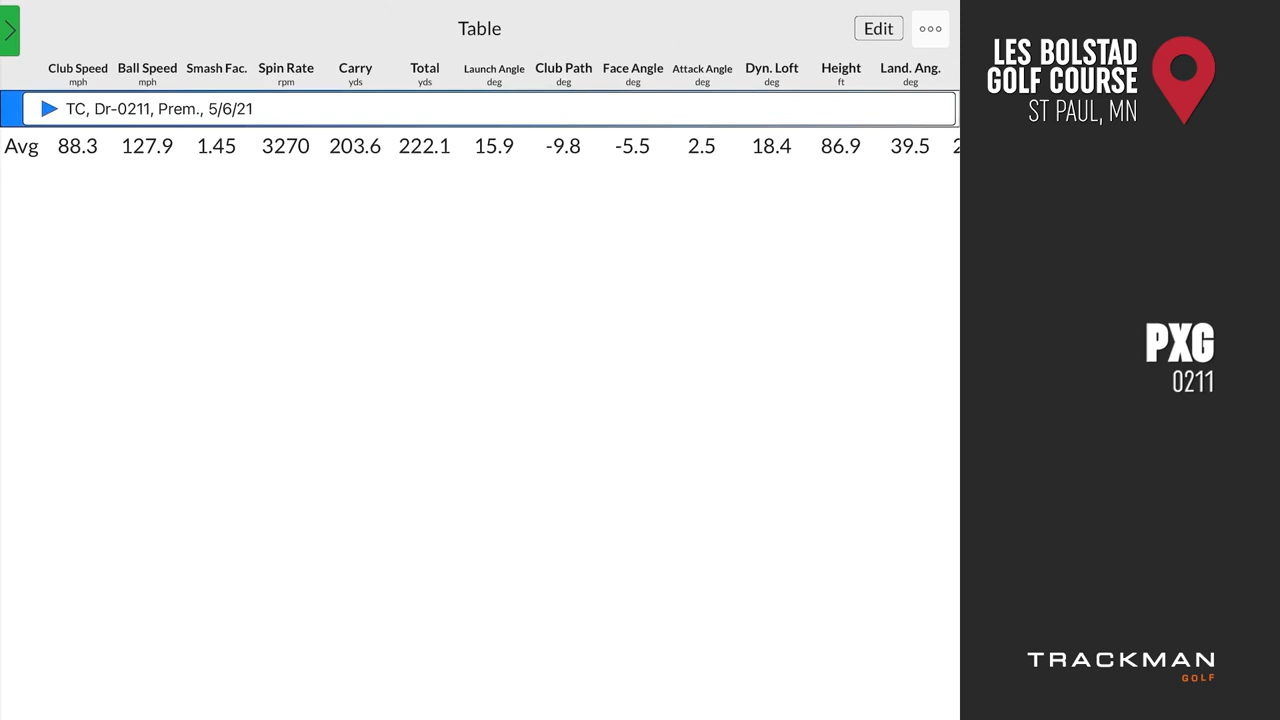 Table
Edit
Club Speed Ball Speed Smash Fac. Spin Rate Carry Total Launch Angle Club Path Face Angle Attack Angle Dyn. Loft Height Land. Ang.
mph mph rpm yds yds deg deg deg deg deg ft deg
TC, Dr-0211, Prem., 5/6/21
Avg 88.3 127.9 1.45 3270 203.6 222.1 15.9 -9.8 -5.5 2.5 18.4 86.9 39.5
LES BOLSTAD
GOLF COURSE
ST PAUL, MN
PXG
0211
TRACKMAN
GOLF